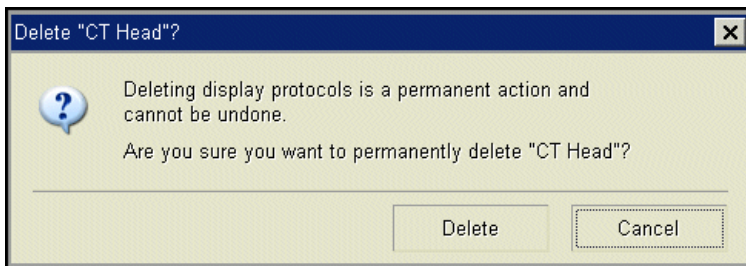 Delete "CT Head"?
Deleting display protocols is a permanent action and
cannot be undone.
Are you sure you want to permanently delete "CT Head"?
Delete
Cancel